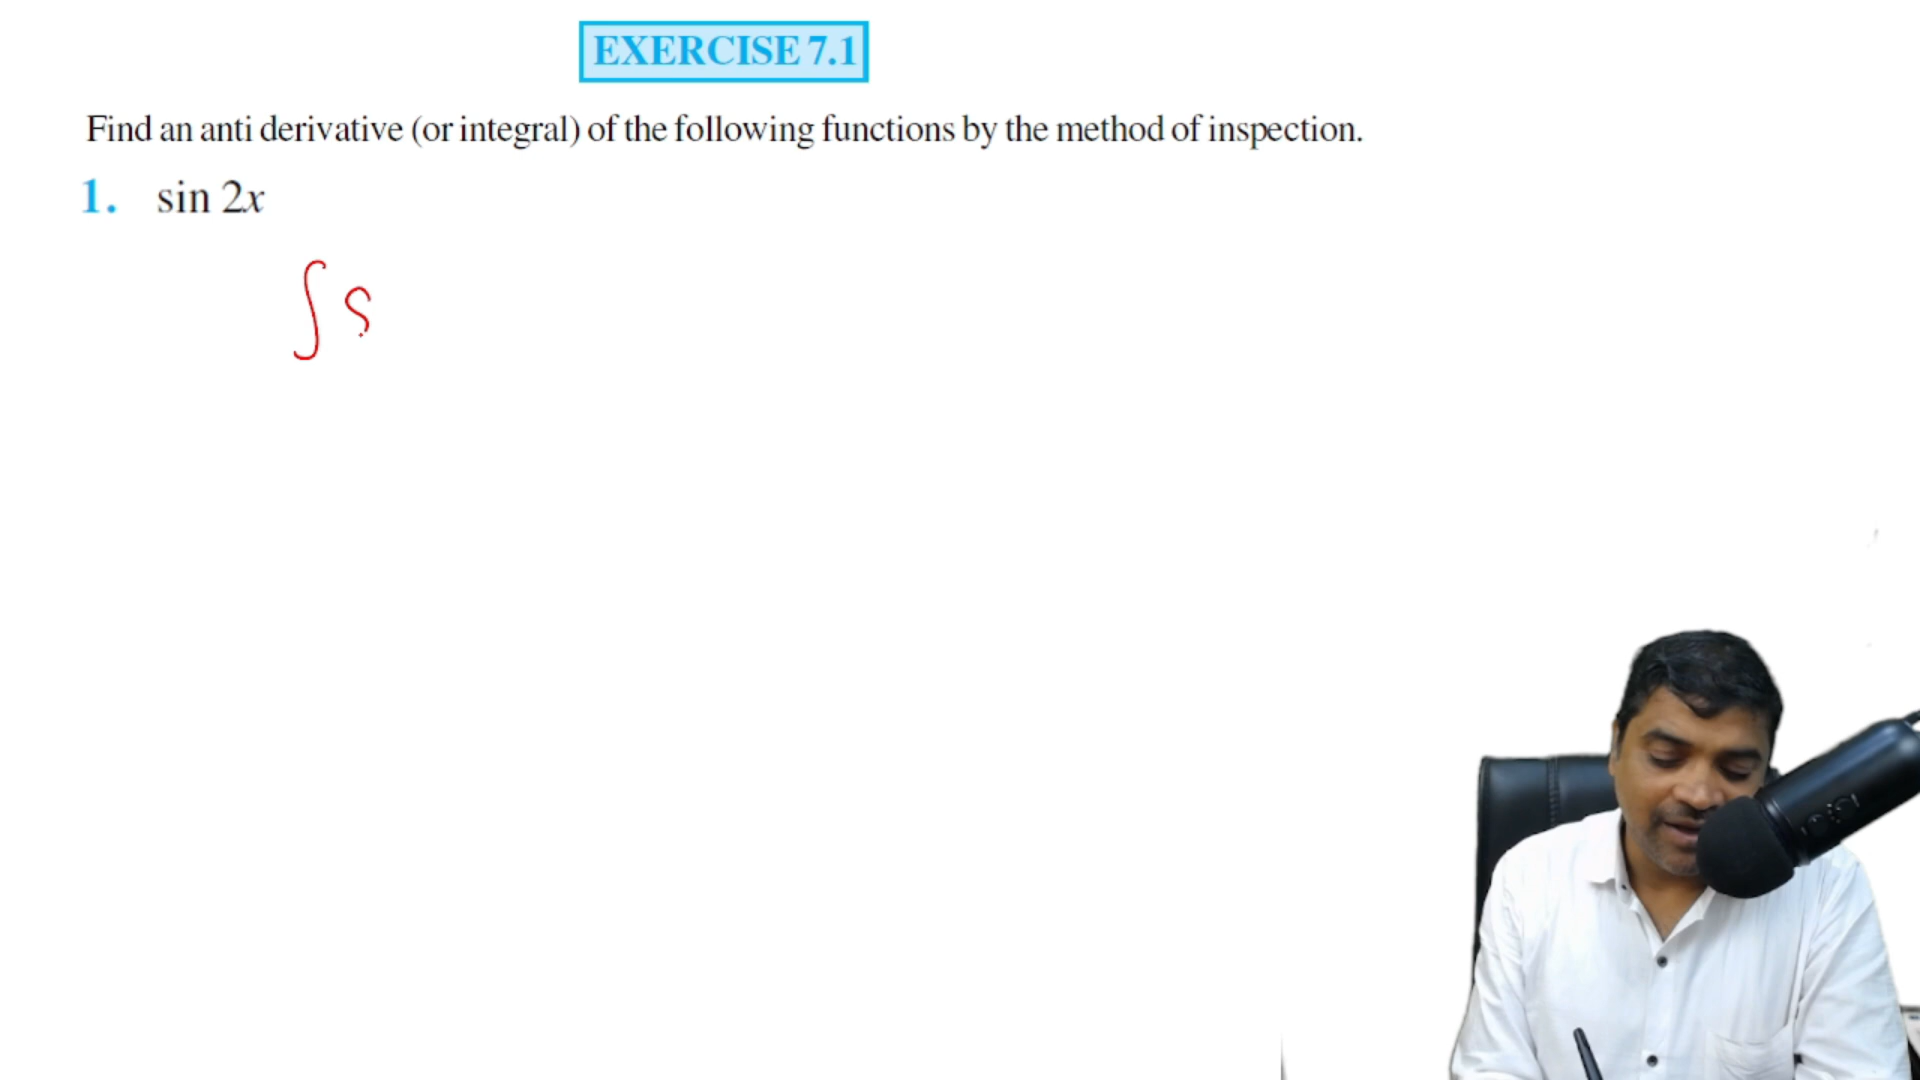 EXERCISE 7.1
Find an anti derivative (or integral) of the following functions by the method of inspection.
1. sin 2x
∫ s